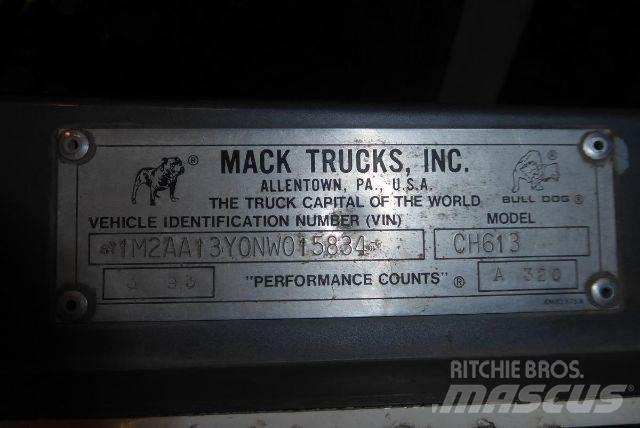 MACK TRUCKS, INC.
ALLENTOWN, PA., U.S.A.
THE TRUCK CAPITAL OF THE WORLD
BULL DOG ®
®
VEHICLE IDENTIFICATION NUMBER (VIN) MODEL
1M2AA13Y0NW015834 CH613
"PERFORMANCE COUNTS" ® A 320
RITCHIE BROS.
MASCUS